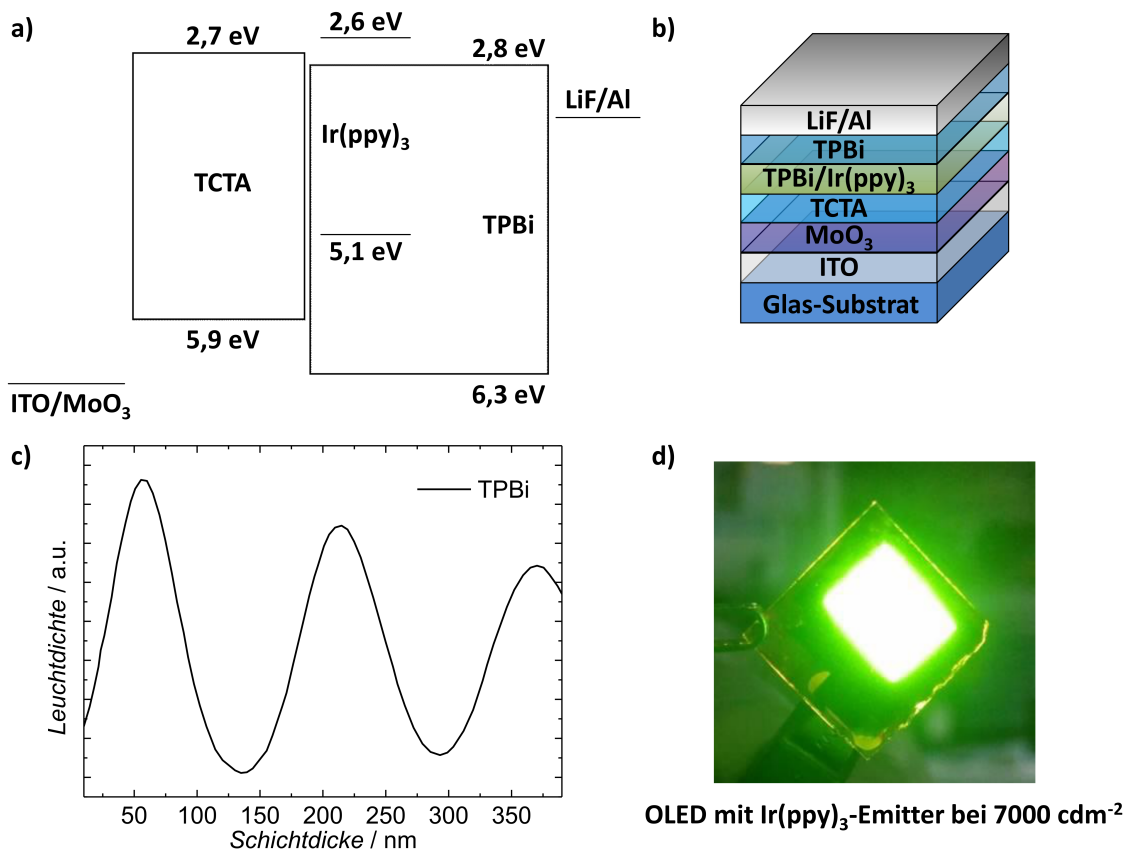 a)
2,7 eV
2,6 eV
2,8 eV
LiF/Al
Ir(ppy)₃
TCTA
TPBi
5,1 eV
5,9 eV
6,3 eV
ITO/MoO₃
b)
LiF/Al
TPBi
TPBi/Ir(ppy)₃
TCTA
MoO₃
ITO
Glas-Substrat
c)
TPBi
Leuchtdichte / a.u.
50 100 150 200 250 300 350
Schichtdicke / nm
d)
OLED mit Ir(ppy)₃-Emitter bei 7000 cdm⁻²